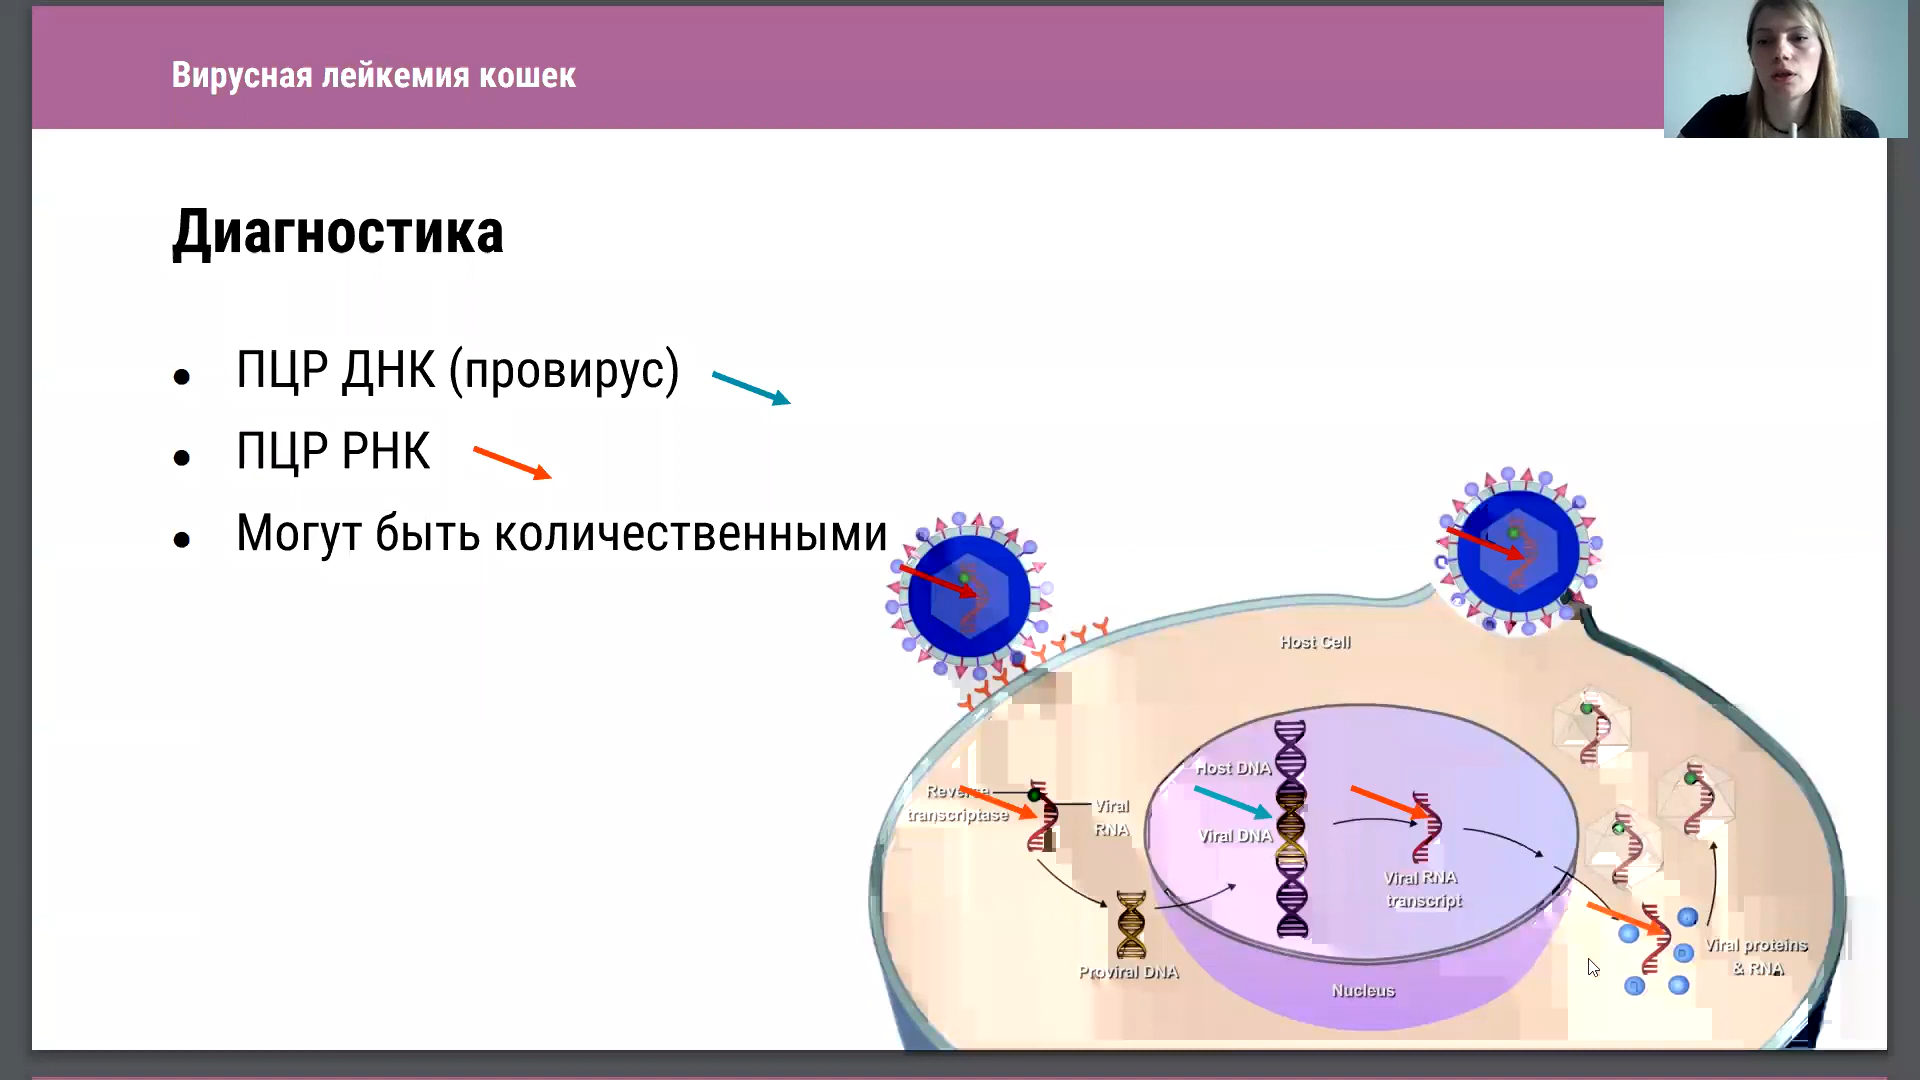 Вирусная лейкемия кошек
Диагностика
• ПЦР ДНК (провирус)
• ПЦР РНК
• Могут быть количественными
Host Cell
Host DNA
Viral DNA
Reverse
transcriptase
Viral
RNA
Viral RNA
transcript
Proviral DNA
Nucleus
Viral proteins
& RNA